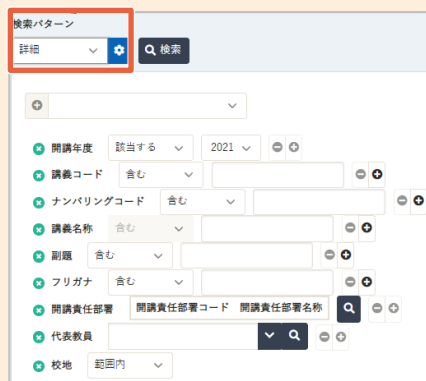 検索パターン
詳細 検索
開講年度 該当する 2021
講義コード 含む
ナンバリングコード 含む
講義名称 含む
副題 含む
フリガナ 含む
開講責任部署 開講責任部署コード 開講責任部署名称
代表教員
校地 範囲内